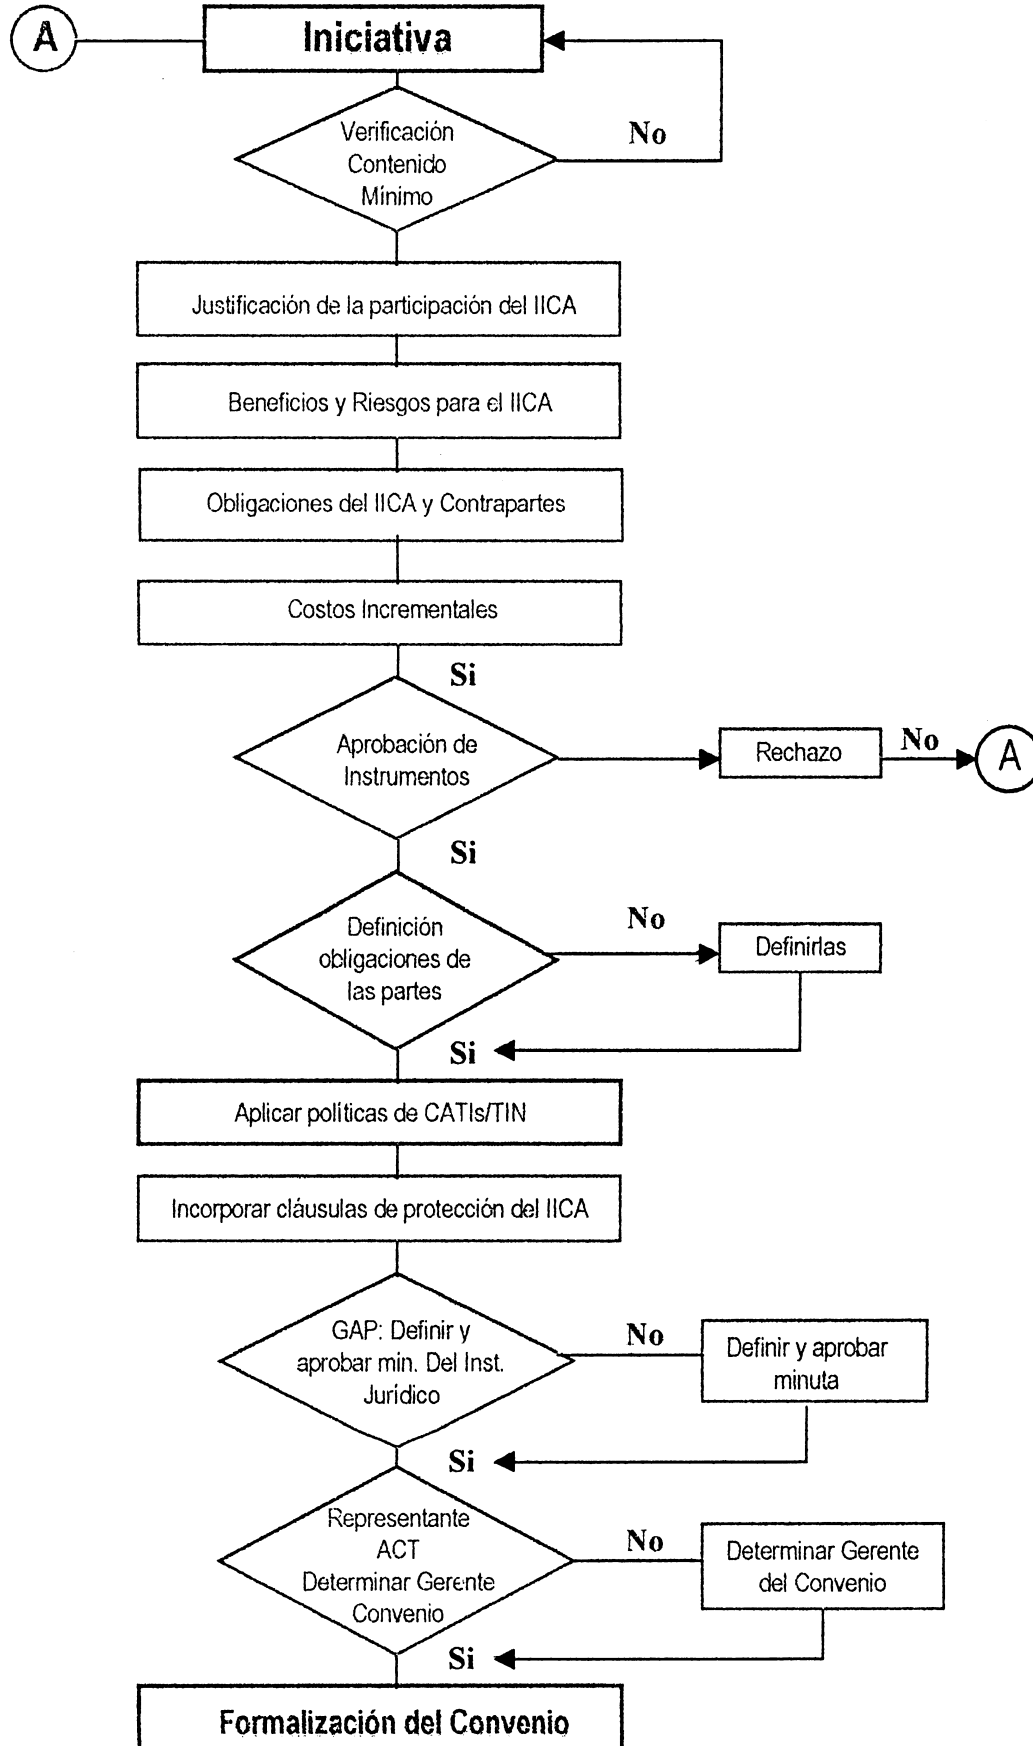 A
Iniciativa
Verificación
Contenido
Mínimo
No
Justificación de la participación del IICA
Beneficios y Riesgos para el IICA
Obligaciones del IICA y Contrapartes
Costos Incrementales
Si
Aprobación de
Instrumentos
Rechazo
No
A
Si
Definición
obligaciones de
las partes
No
Definirlas
Si
Aplicar políticas de CATIs/TIN
Incorporar cláusulas de protección del IICA
GAP: Definir y
aprobar min. Del Inst.
Jurídico
No
Definir y aprobar
minuta
Si
Representante
ACT
Determinar Gerente
Convenio
No
Determinar Gerente
del Convenio
Si
Formalización del Convenio